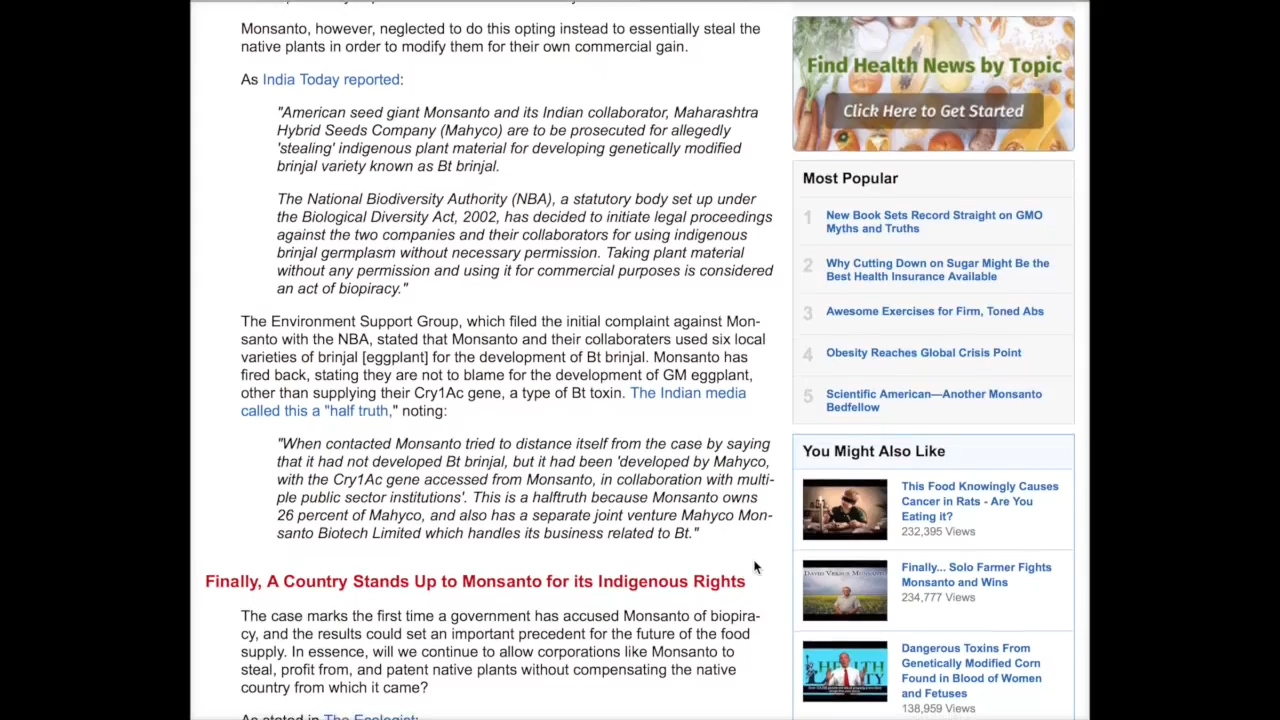 Monsanto, however, neglected to do this opting instead to essentially steal the
native plants in order to modify them for their own commercial gain.
As India Today reported:
"American seed giant Monsanto and its Indian collaborator, Maharashtra
Hybrid Seeds Company (Mahyco) are to be prosecuted for allegedly
'stealing' indigenous plant material for developing genetically modified
brinjal variety known as Bt brinjal.
The National Biodiversity Authority (NBA), a statutory body set up under
the Biological Diversity Act, 2002, has decided to initiate legal proceedings
against the two companies and their collaborators for using indigenous
brinjal germplasm without necessary permission. Taking plant material
without any permission and using it for commercial purposes is considered
an act of biopiracy."
The Environment Support Group, which filed the initial complaint against Mon-
santo with the NBA, stated that Monsanto and their collaboraters used six local
varieties of brinjal [eggplant] for the development of Bt brinjal. Monsanto has
fired back, stating they are not to blame for the development of GM eggplant,
other than supplying their Cry1Ac gene, a type of Bt toxin. The Indian media
called this a "half truth," noting:
"When contacted Monsanto tried to distance itself from the case by saying
that it had not developed Bt brinjal, but it had been 'developed by Mahyco,
with the Cry1Ac gene accessed from Monsanto, in collaboration with multi-
ple public sector institutions'. This is a halftruth because Monsanto owns
26 percent of Mahyco, and also has a separate joint venture Mahyco Mon-
santo Biotech Limited which handles its business related to Bt."
Finally, A Country Stands Up to Monsanto for its Indigenous Rights
The case marks the first time a government has accused Monsanto of biopira-
cy, and the results could set an important precedent for the future of the food
supply. In essence, will we continue to allow corporations like Monsanto to
steal, profit from, and patent native plants without compensating the native
country from which it came?
As stated in The Ecologist:
Find Health News by Topic
Click Here to Get Started
Most Popular
1 New Book Sets Record Straight on GMO
Myths and Truths
2 Why Cutting Down on Sugar Might Be the
Best Health Insurance Available
3 Awesome Exercises for Firm, Toned Abs
4 Obesity Reaches Global Crisis Point
5 Scientific American—Another Monsanto
Bedfellow
You Might Also Like
This Food Knowingly Causes
Cancer in Rats - Are You
Eating it?
232,395 Views
DAVID VERSUS MONSANTO
Finally... Solo Farmer Fights
Monsanto and Wins
234,777 Views
Dangerous Toxins From
Genetically Modified Corn
Found in Blood of Women
and Fetuses
138,959 Views